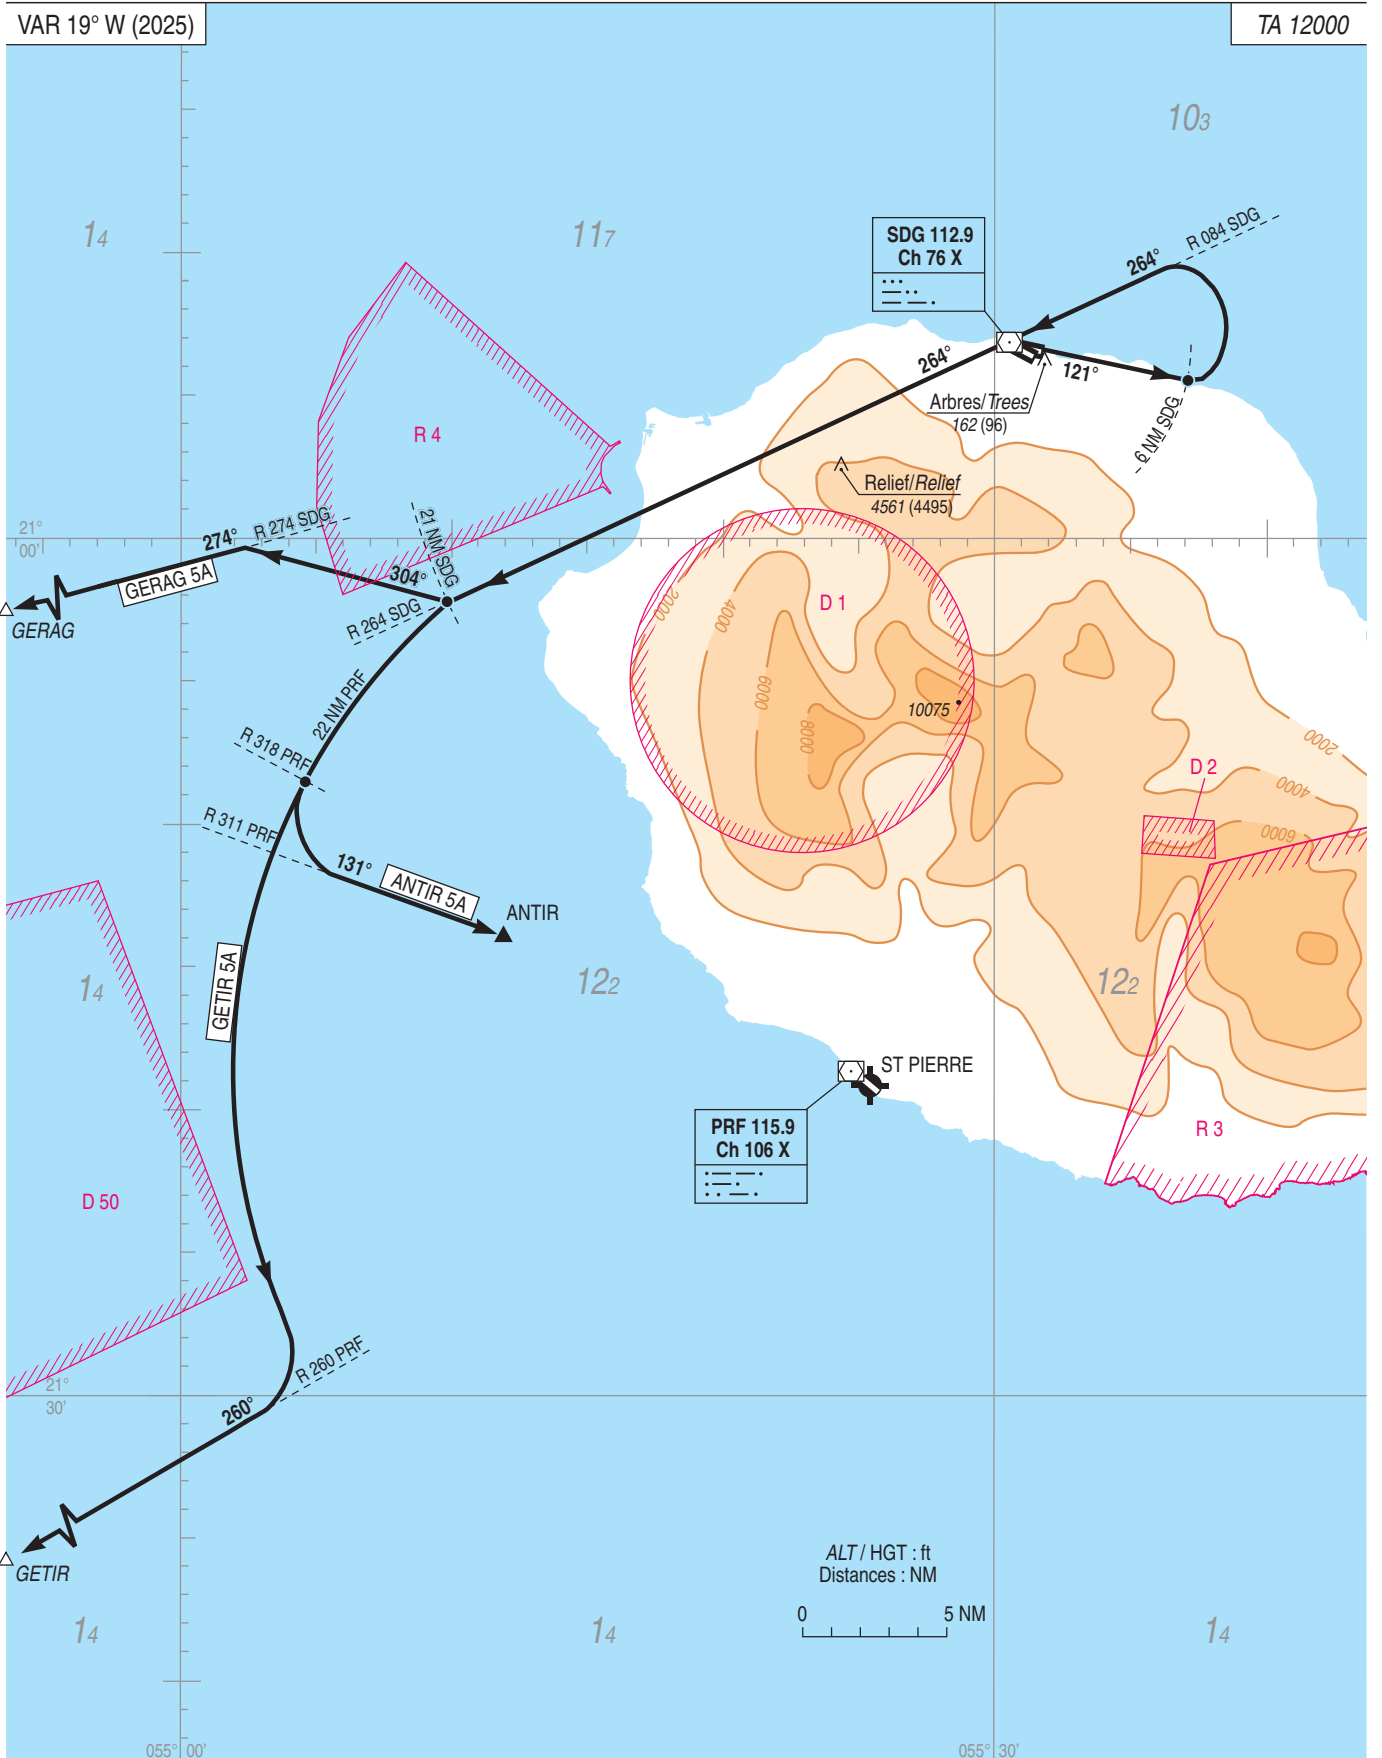 VAR 19° W (2025)
TA 12000
103
14
117
SDG 112.9
Ch 76 X
R 084 SDG
264°
264°
121°
Arbres/Trees
162 (96)
6 NM SDG
R 4
Relief/Relief
4561 (4495)
21°
00'
274°
R 274 SDG
21 NM SDG
GERAG 5A
304°
GERAG
R 264 SDG
2000
4000
D 1
6000
8000
10075
22 NM PRF
R 318 PRF
R 311 PRF
131°
ANTIR 5A
ANTIR
D 2
2000
4000
6000
14
GETIR 5A
122
122
ST PIERRE
PRF 115.9
Ch 106 X
R 3
D 50
R 260 PRF
21°
30'
260°
GETIR
ALT / HGT : ft
Distances : NM
0 5 NM
14
14
14
055° 00'
055° 30'